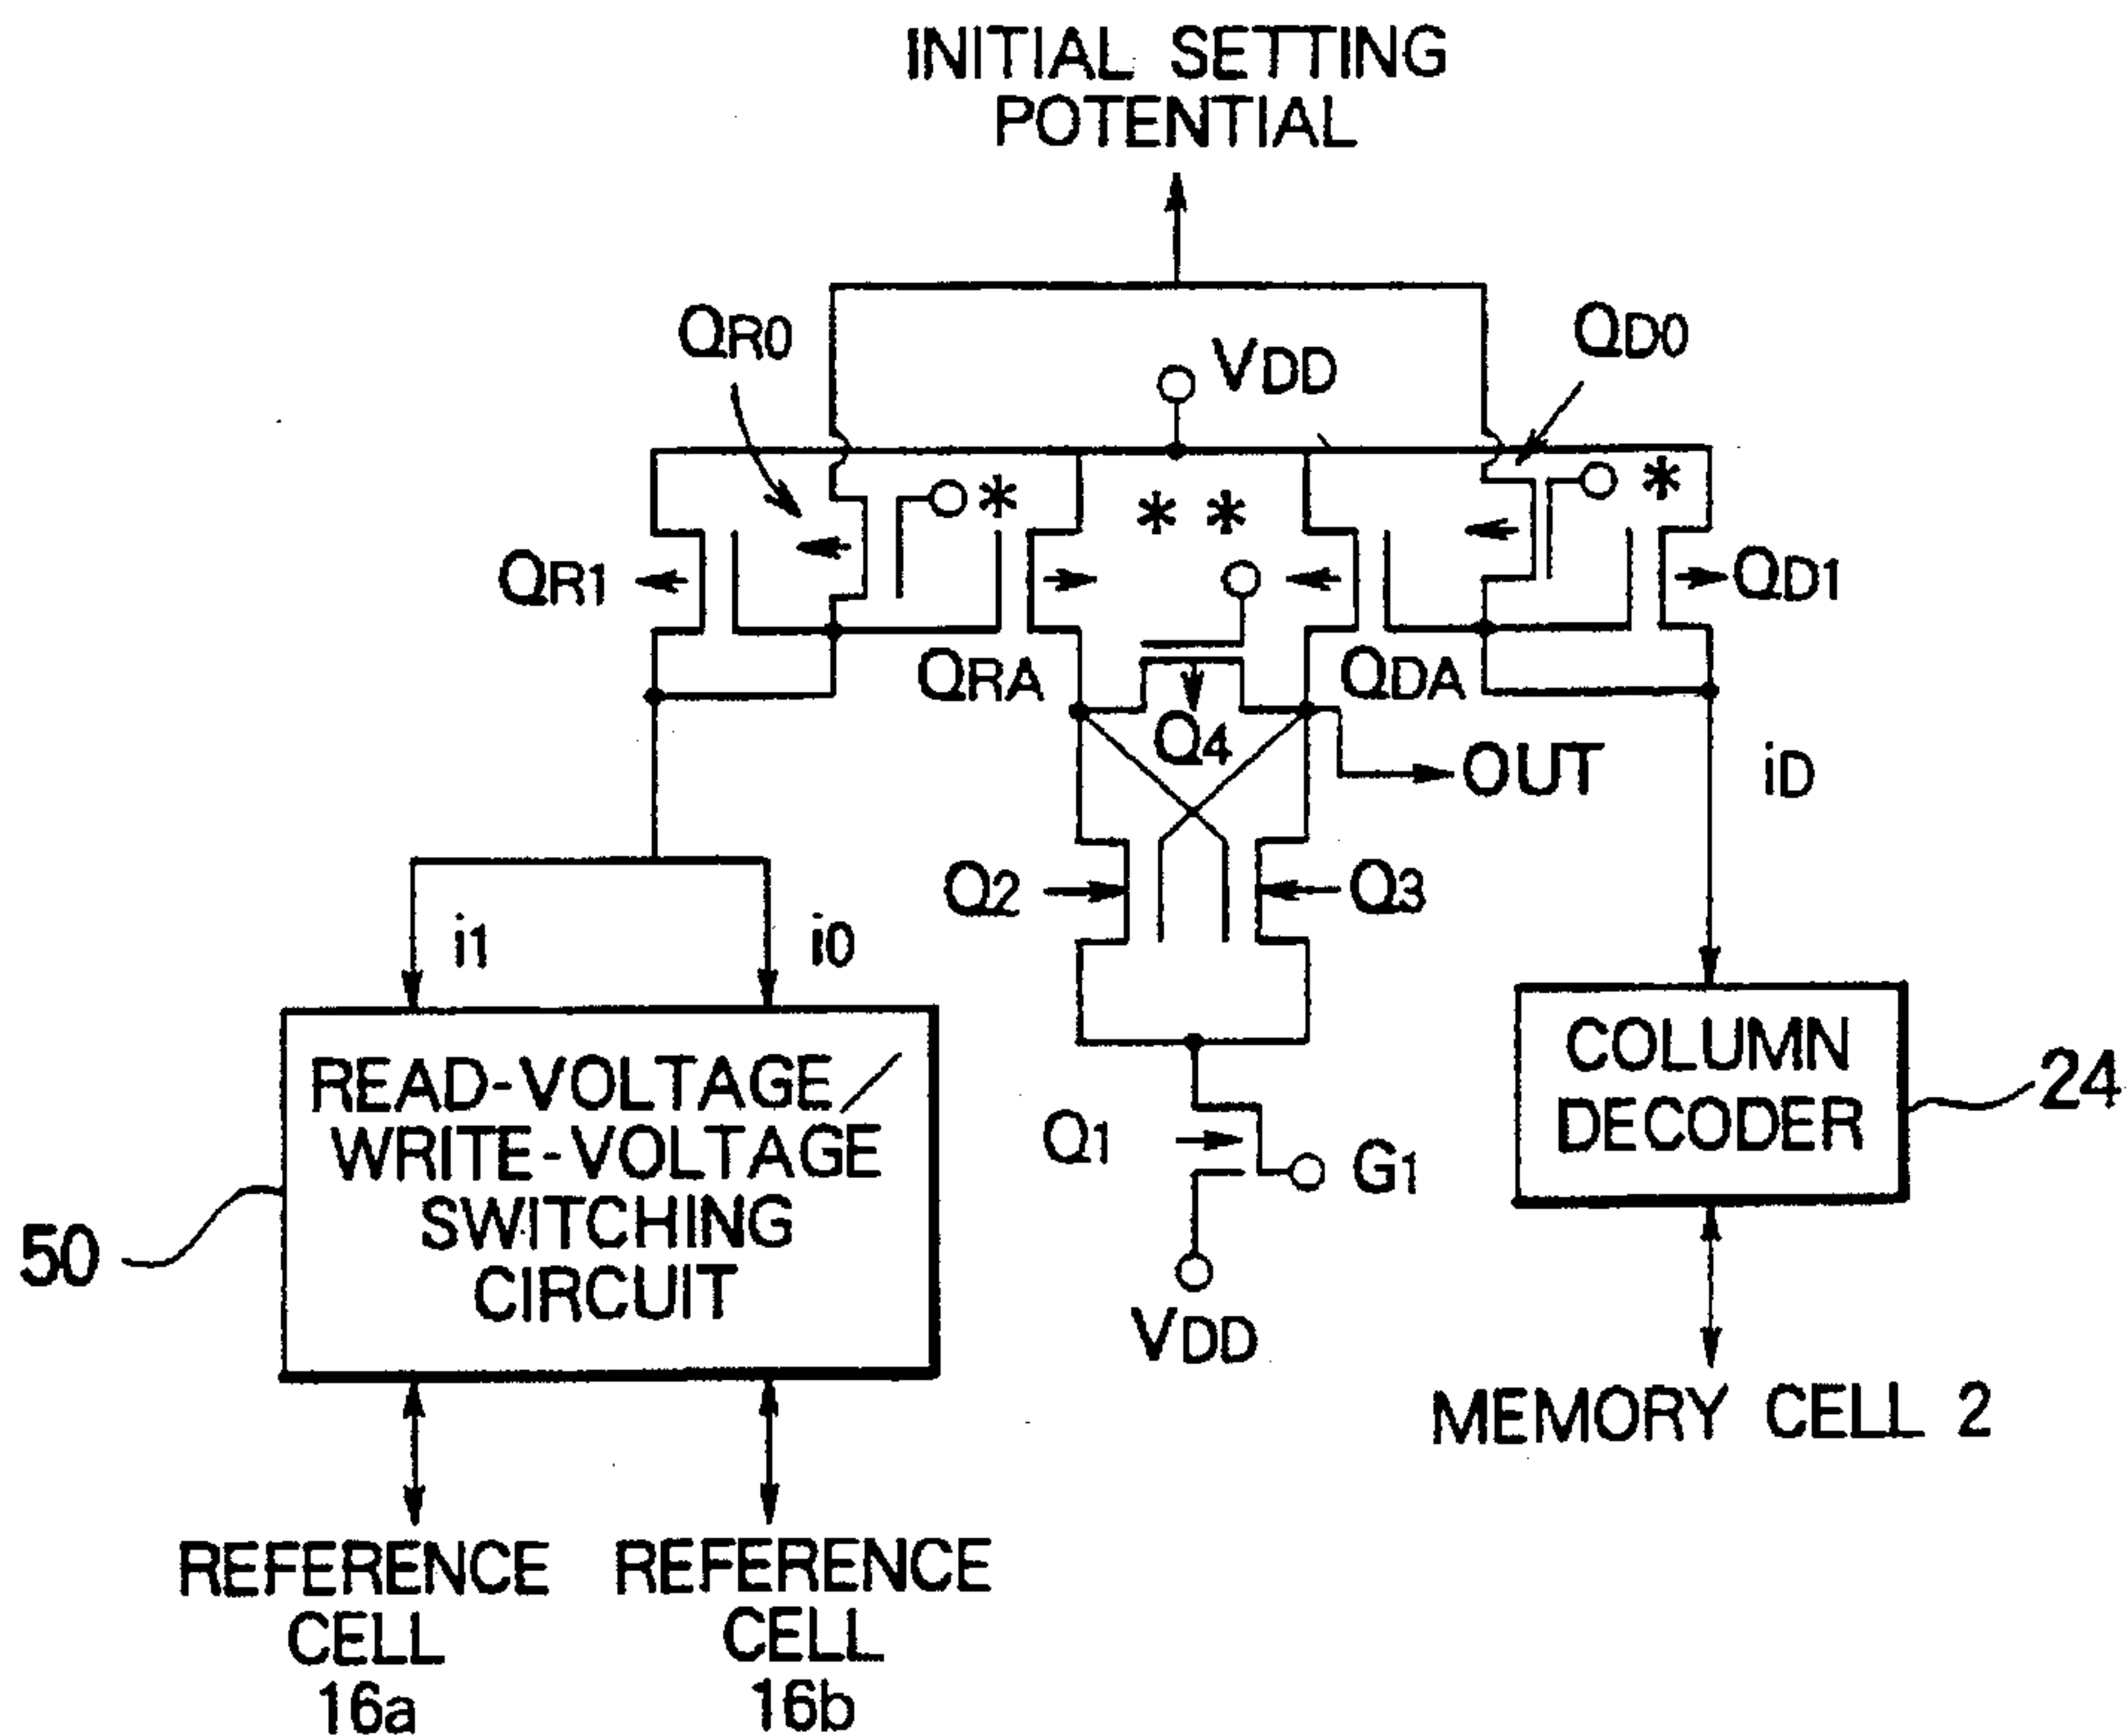 INITIAL SETTING
POTENTIAL
QR0
VDD
QD0
*
* *
*
QR1
QD1
QRA
QDA
Q4
OUT
iD
Q2
Q3
i1
i0
READ-VOLTAGE/
WRITE-VOLTAGE
SWITCHING
CIRCUIT
COLUMN
DECODER
24
Q1
G1
50
VDD
MEMORY CELL 2
REFERENCE
CELL
16a
REFERENCE
CELL
16b